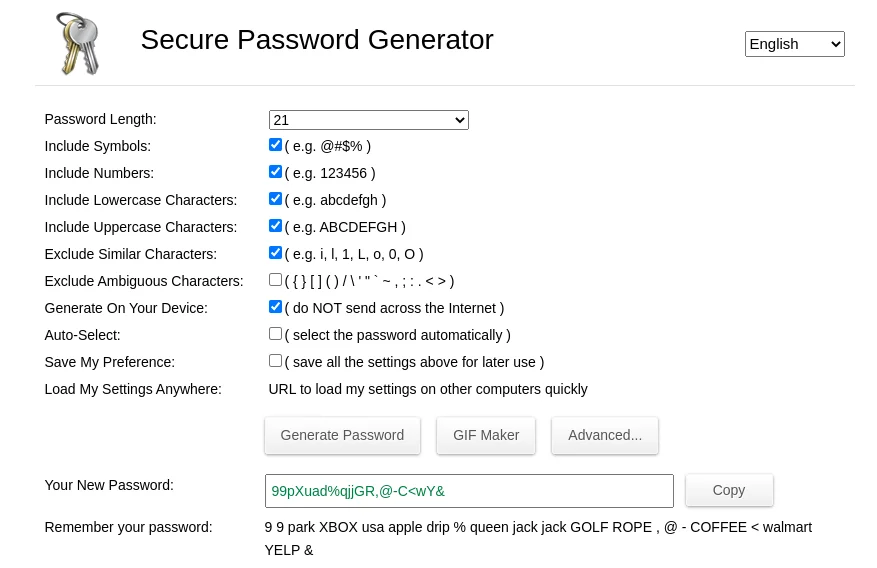 Secure Password Generator
English
Password Length: 21
Include Symbols: ( e.g. @#$% )
Include Numbers: ( e.g. 123456 )
Include Lowercase Characters: ( e.g. abcdefgh )
Include Uppercase Characters: ( e.g. ABCDEFGH )
Exclude Similar Characters: ( e.g. i, l, 1, L, o, 0, O )
Exclude Ambiguous Characters: ( { } [ ] ( ) / \ ' " ` ~ , ; : . < > )
Generate On Your Device: ( do NOT send across the Internet )
Auto-Select: ( select the password automatically )
Save My Preference: ( save all the settings above for later use )
Load My Settings Anywhere: URL to load my settings on other computers quickly
Generate Password GIF Maker Advanced...
Your New Password: 99pXuad%qjjGR,@-C<wY& Copy
Remember your password: 9 9 park XBOX usa apple drip % queen jack jack GOLF ROPE , @ - COFFEE < walmart
YELP &